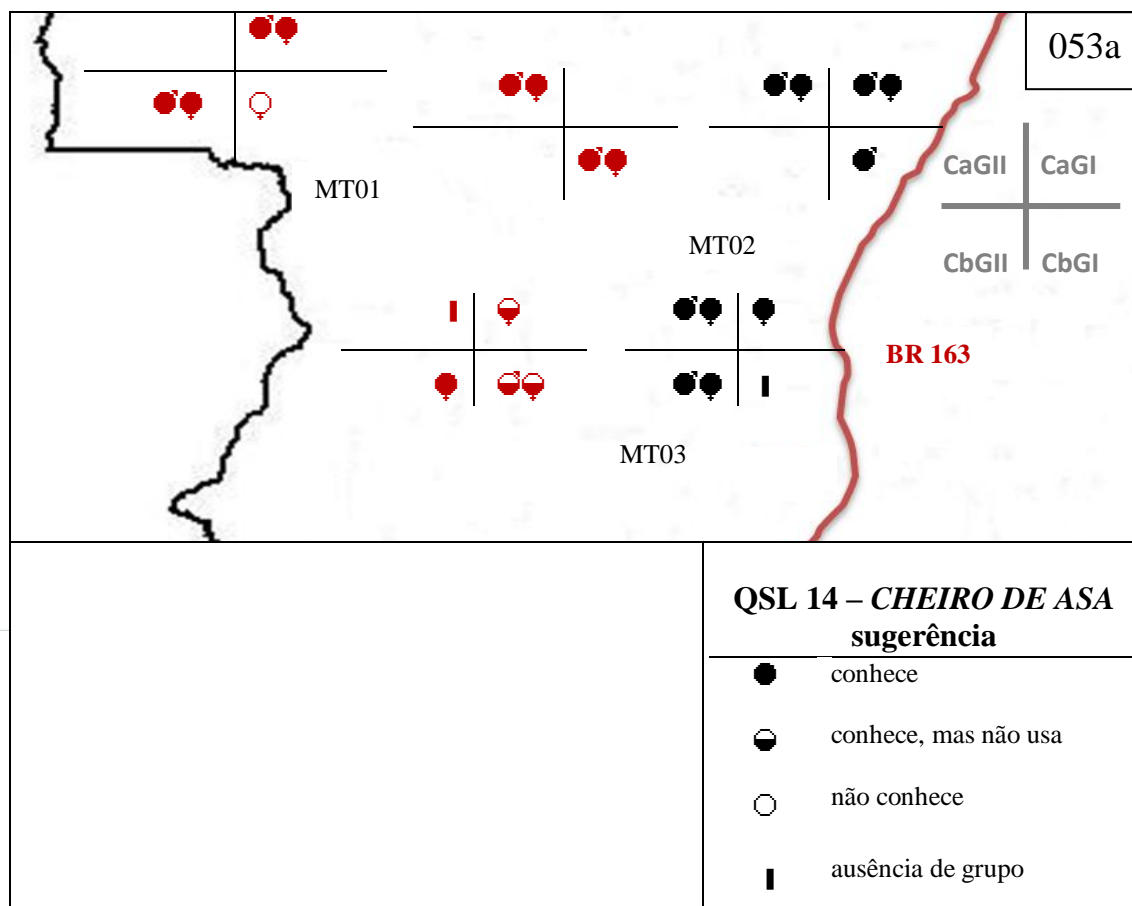 053a
CaGII CaGI
MT01
MT02
CbGII CbGI
BR 163
MT03
QSL 14 – CHEIRO DE ASA
sugerência
conhece
conhece, mas não usa
não conhece
ausência de grupo